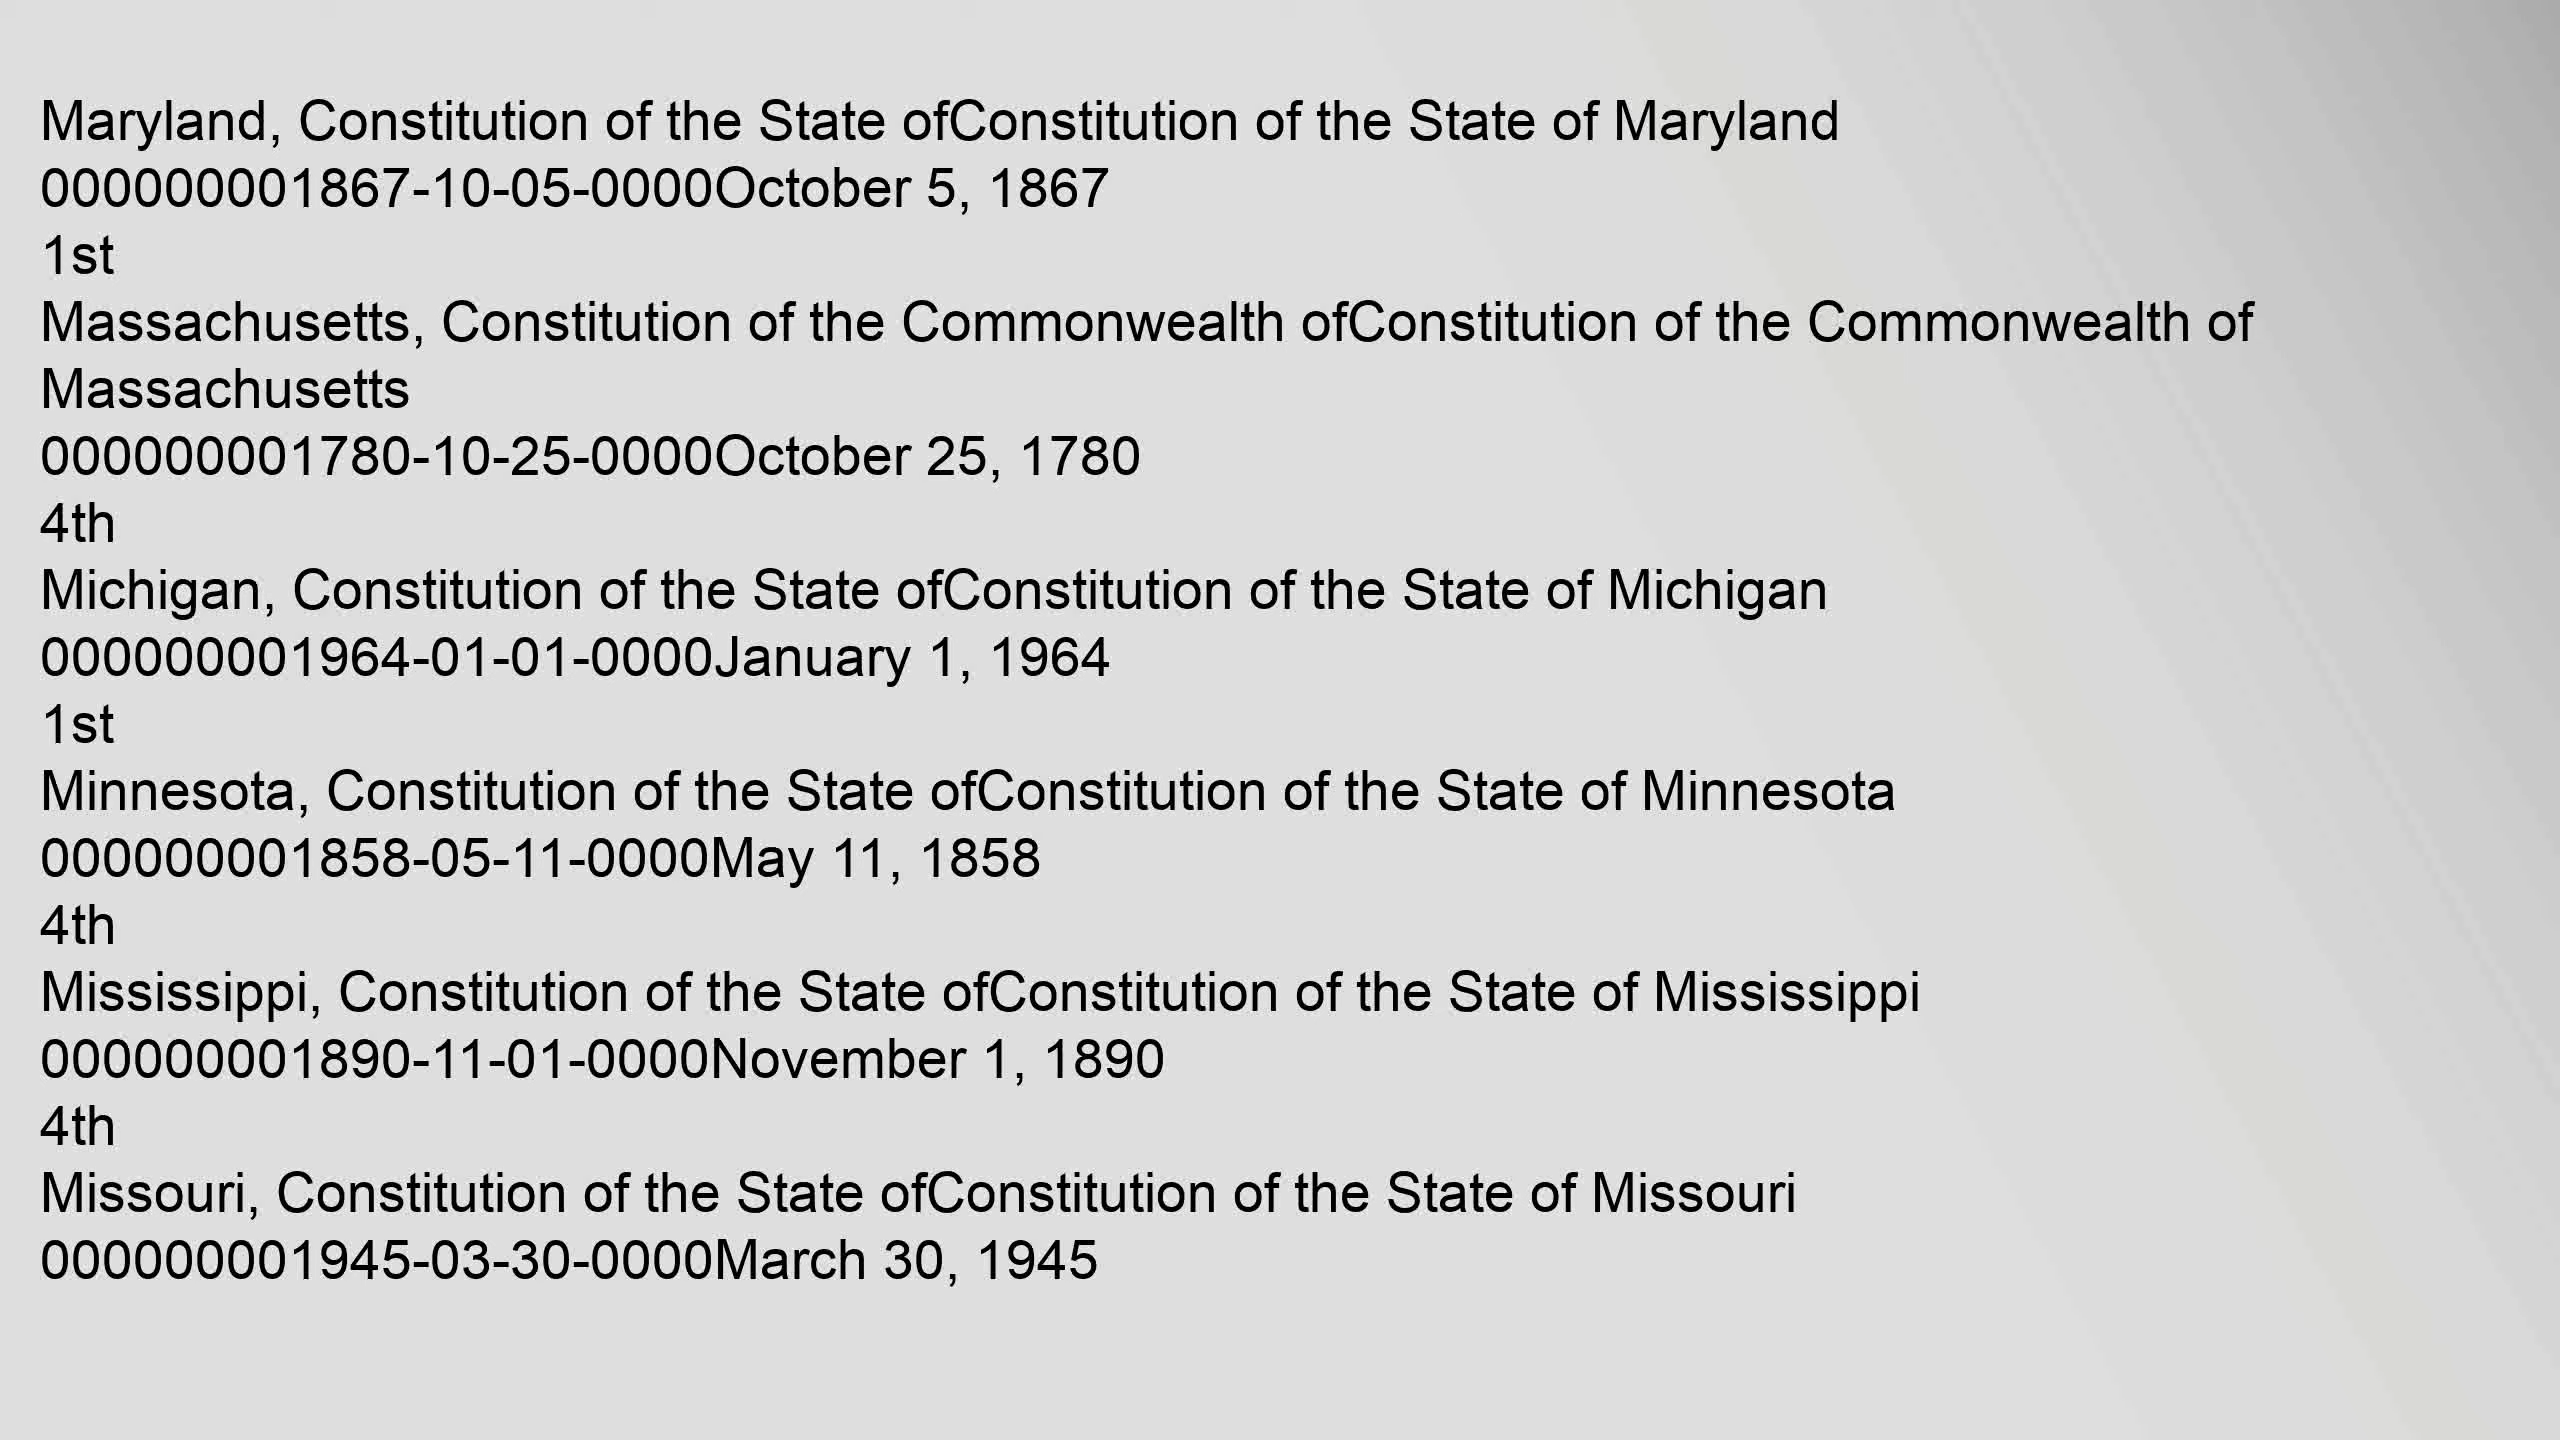 Maryland, Constitution of the State ofConstitution of the State of Maryland
000000001867-10-05-0000October 5, 1867
1st
Massachusetts, Constitution of the Commonwealth ofConstitution of the Commonwealth of
Massachusetts
000000001780-10-25-0000October 25, 1780
4th
Michigan, Constitution of the State ofConstitution of the State of Michigan
000000001964-01-01-0000January 1, 1964
1st
Minnesota, Constitution of the State ofConstitution of the State of Minnesota
000000001858-05-11-0000May 11, 1858
4th
Mississippi, Constitution of the State ofConstitution of the State of Mississippi
000000001890-11-01-0000November 1, 1890
4th
Missouri, Constitution of the State ofConstitution of the State of Missouri
000000001945-03-30-0000March 30, 1945